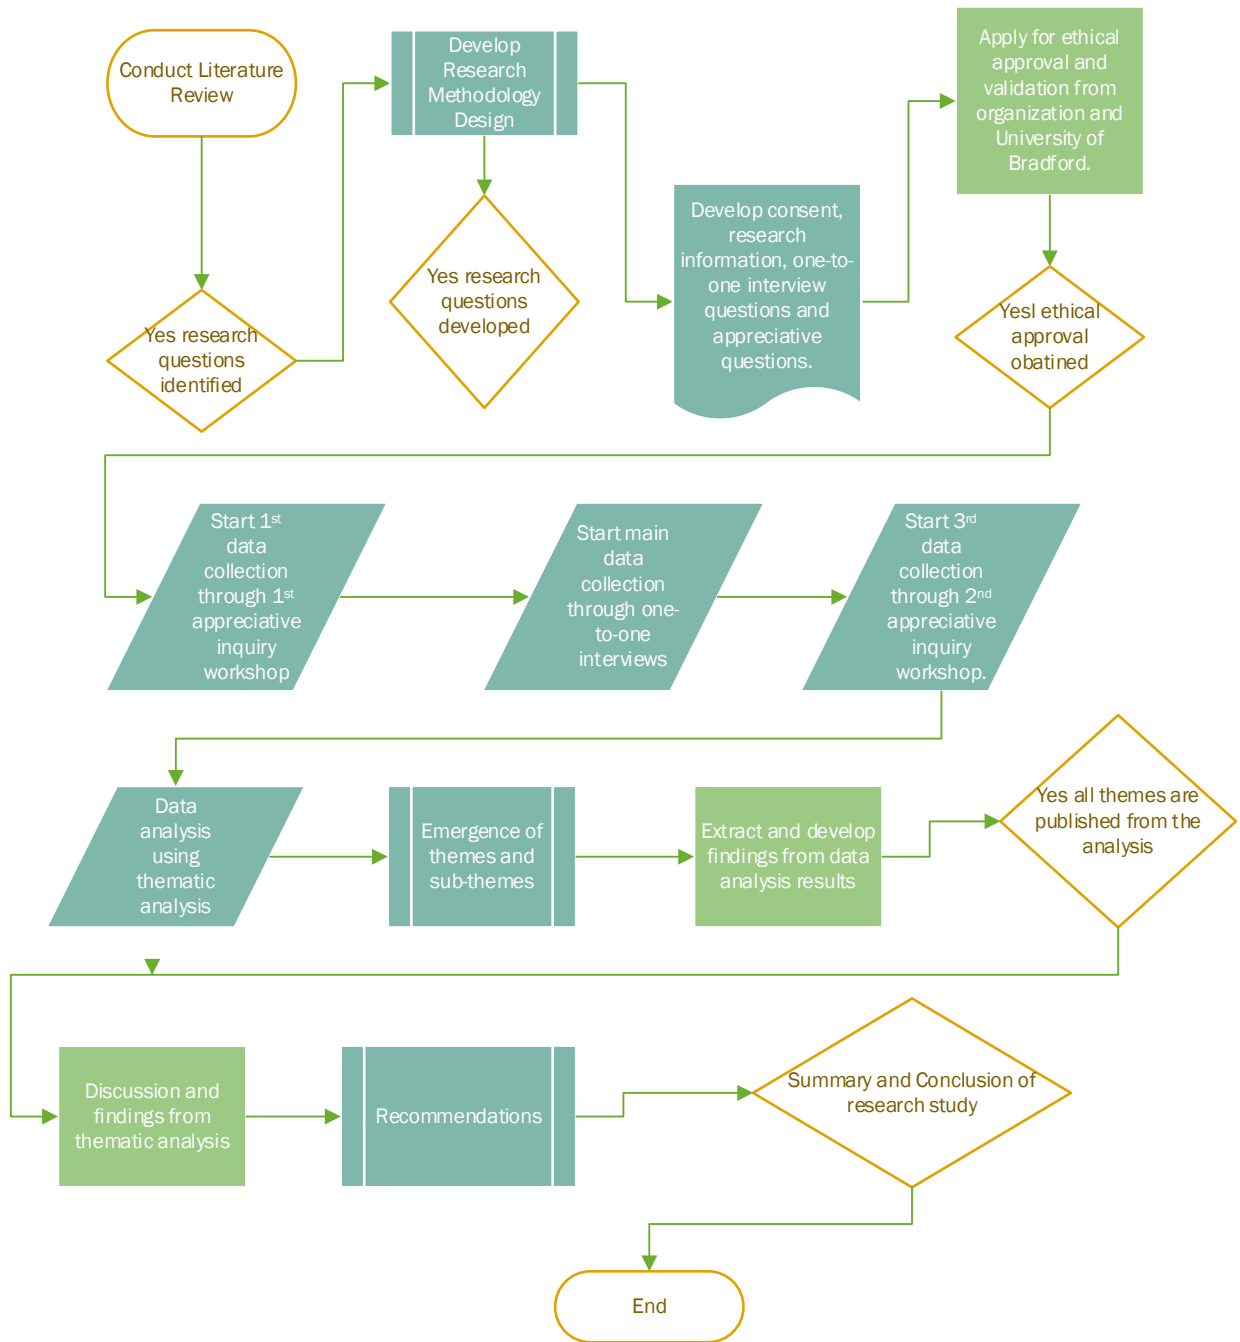 Conduct Literature
Review
Develop
Research
Methodology
Design
Apply for ethical
approval and
validation from
organization and
University of
Bradford.
Yes research
questions
identified
Yes research
questions
developed
Develop consent,
research
information, one-to-
one interview
questions and
appreciative
questions.
Yesl ethical
approval
obatined
Start 1st
data
collection
through 1st
appreciative
inquiry
workshop
Start main
data
collection
through one-
to-one
interviews
Start 3rd
data
collection
through 2nd
appreciative
inquiry
workshop.
Data
analysis
using
thematic
analysis
Emergence of
themes and
sub-themes
Extract and develop
findings from data
analysis results
Yes all themes are
published from the
analysis
Discussion and
findings from
thematic analysis
Recommendations
Summary and Conclusion of
research study
End